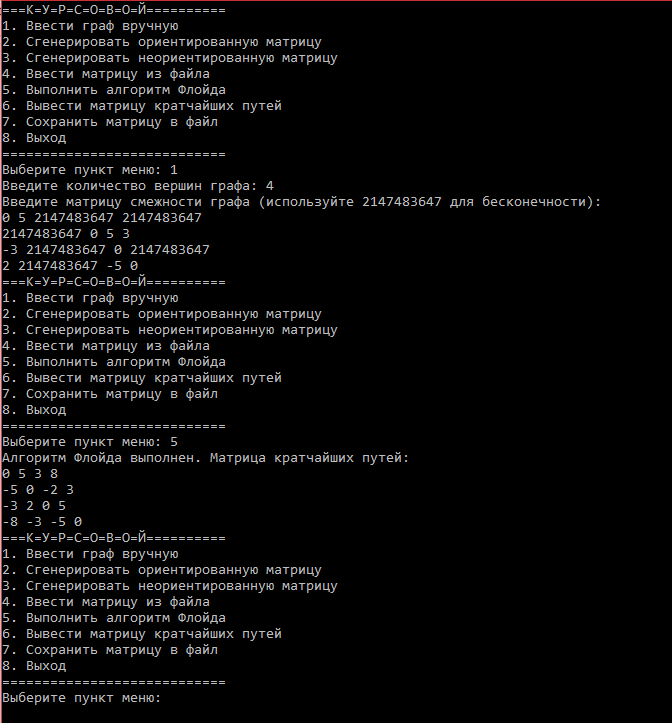 ===К=У=Р=С=О=В=О=Й==========
1. Ввести граф вручную
2. Сгенерировать ориентированную матрицу
3. Сгенерировать неориентированную матрицу
4. Ввести матрицу из файла
5. Выполнить алгоритм Флойда
6. Вывести матрицу кратчайших путей
7. Сохранить матрицу в файл
8. Выход
============================
Выберите пункт меню: 1
Введите количество вершин графа: 4
Введите матрицу смежности графа (используйте 2147483647 для бесконечности):
0 5 2147483647 2147483647
2147483647 0 5 3
-3 2147483647 0 2147483647
2 2147483647 -5 0
===К=У=Р=С=О=В=О=Й==========
1. Ввести граф вручную
2. Сгенерировать ориентированную матрицу
3. Сгенерировать неориентированную матрицу
4. Ввести матрицу из файла
5. Выполнить алгоритм Флойда
6. Вывести матрицу кратчайших путей
7. Сохранить матрицу в файл
8. Выход
============================
Выберите пункт меню: 5
Алгоритм Флойда выполнен. Матрица кратчайших путей:
0 5 3 8
-5 0 -2 3
-3 2 0 5
-8 -3 -5 0
===К=У=Р=С=О=В=О=Й==========
1. Ввести граф вручную
2. Сгенерировать ориентированную матрицу
3. Сгенерировать неориентированную матрицу
4. Ввести матрицу из файла
5. Выполнить алгоритм Флойда
6. Вывести матрицу кратчайших путей
7. Сохранить матрицу в файл
8. Выход
============================
Выберите пункт меню: